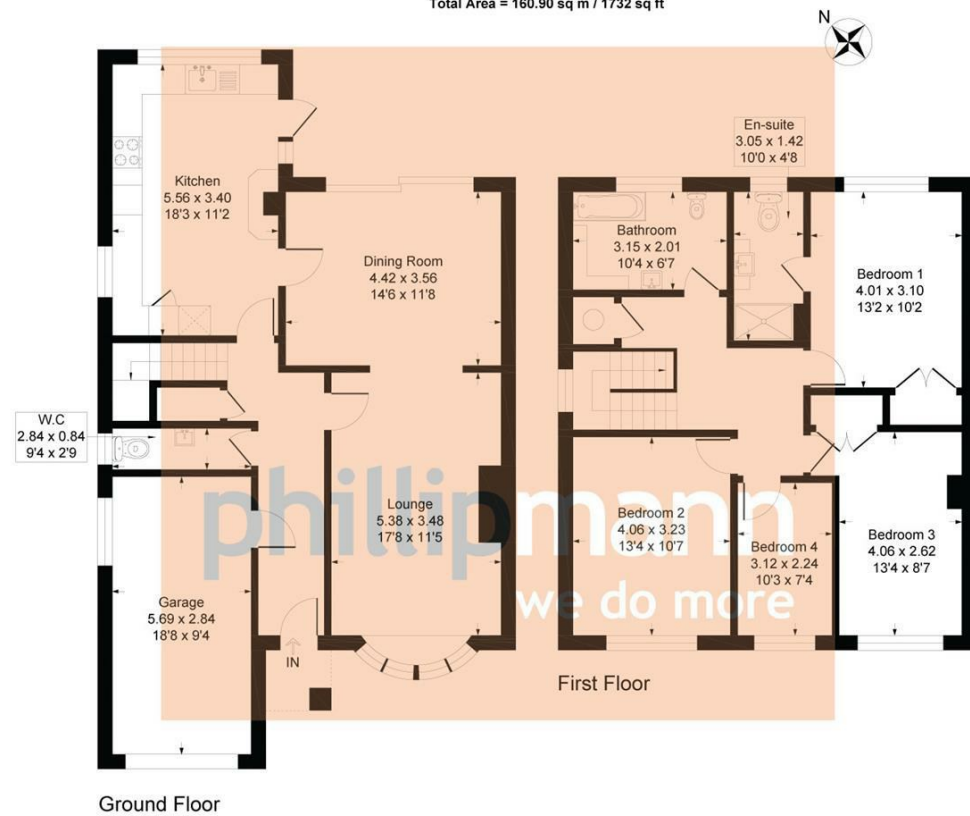 Total Area = 160.90 sq m / 1732 sq ft
N
En-suite
3.05 x 1.42
10'0 x 4'8
Kitchen
5.56 x 3.40
18'3 x 11'2
Bathroom
3.15 x 2.01
10'4 x 6'7
Dining Room
4.42 x 3.56
14'6 x 11'8
Bedroom 1
4.01 x 3.10
13'2 x 10'2
W.C
2.84 x 0.84
9'4 x 2'9
phillipmann
we do more
Lounge
5.38 x 3.48
17'8 x 11'5
Bedroom 2
4.06 x 3.23
13'4 x 10'7
Bedroom 4
3.12 x 2.24
10'3 x 7'4
Bedroom 3
4.06 x 2.62
13'4 x 8'7
Garage
5.69 x 2.84
18'8 x 9'4
IN
First Floor
Ground Floor